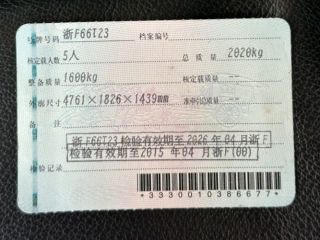 号牌号码 浙F66T23 档案编号
核定载人数 5人 总质量 2020kg
整备质量 1600kg 核定载质量 --
外廓尺寸 4761×1826×1439mm 准牵引总质量 --
备注
浙F66T23 检验有效期至2026年04月浙F
检验有效期至2015年04月浙F(00)
检验记录
*3330010386677*